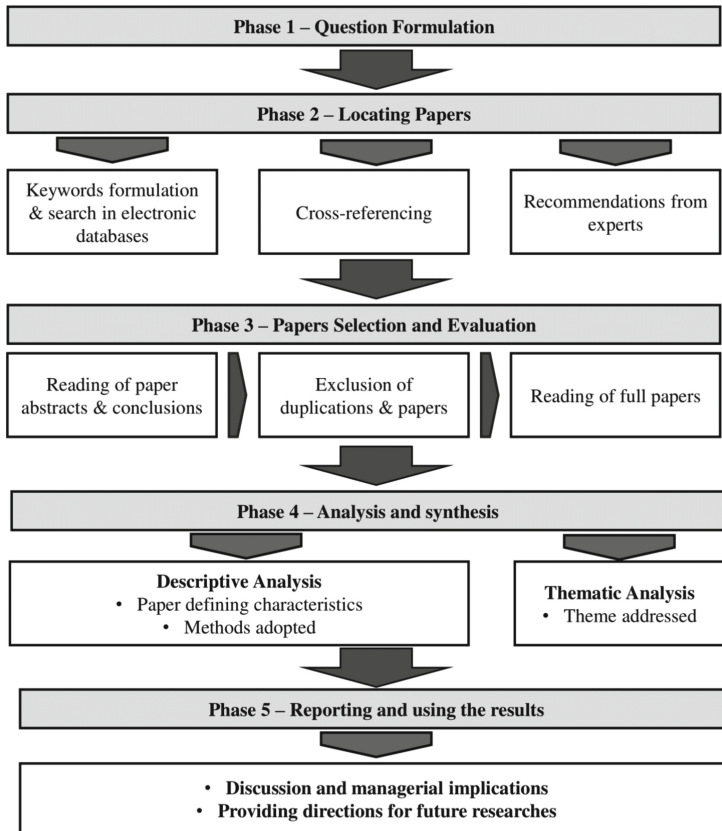 Phase 1 – Question Formulation
Phase 2 – Locating Papers
Keywords formulation
& search in electronic
databases
Cross-referencing
Recommendations from
experts
Phase 3 – Papers Selection and Evaluation
Reading of paper
abstracts & conclusions
Exclusion of
duplications & papers
Reading of full papers
Phase 4 – Analysis and synthesis
Descriptive Analysis
• Paper defining characteristics
• Methods adopted
Thematic Analysis
• Theme addressed
Phase 5 – Reporting and using the results
• Discussion and managerial implications
• Providing directions for future researches